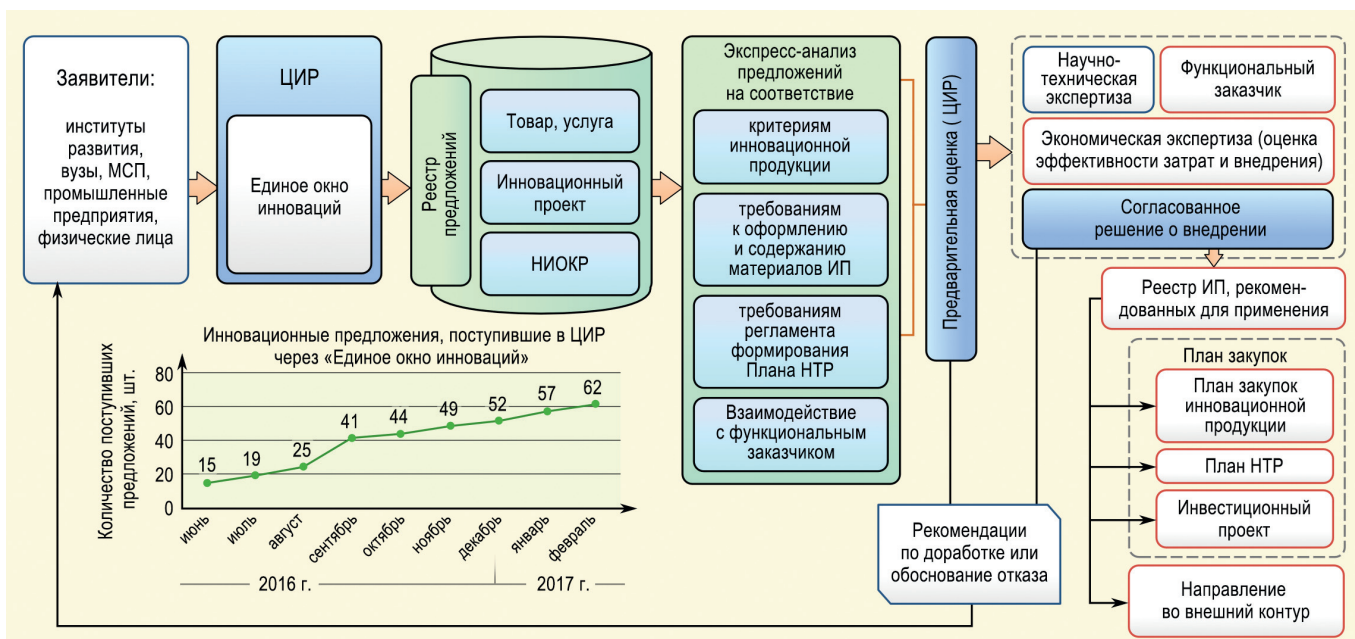 Заявители:
институты
развития,
вузы, МСП,
промышленные
предприятия,
физические лица
ЦИР
Единое окно
инноваций
Реестр
предложений
Товар, услуга
Инновационный
проект
НИОКР
Экспресс-анализ
предложений
на соответствие
критериям
инновационной
продукции
требованиям
к оформлению
и содержанию
материалов ИП
требованиям
регламента
формирования
Плана НТР
Взаимодействие
с функциональным
заказчиком
Предварительная оценка ( ЦИР)
Научно-
техническая
экспертиза
Функциональный
заказчик
Экономическая экспертиза (оценка
эффективности затрат и внедрения)
Согласованное
решение о внедрении
Реестр ИП, рекомен-
дованных для применения
План закупок
План закупок
инновационной
продукции
План НТР
Инвестиционный
проект
Направление
во внешний контур
Рекомендации
по доработке или
обоснование отказа
Инновационные предложения, поступившие в ЦИР
через «Единое окно инноваций»
Количество поступивших
предложений, шт.
80
60
40
20
0
15
19
25
41
44
49
52
57
62
июнь
июль
август
сентябрь
октябрь
ноябрь
декабрь
январь
февраль
2016 г.
2017 г.